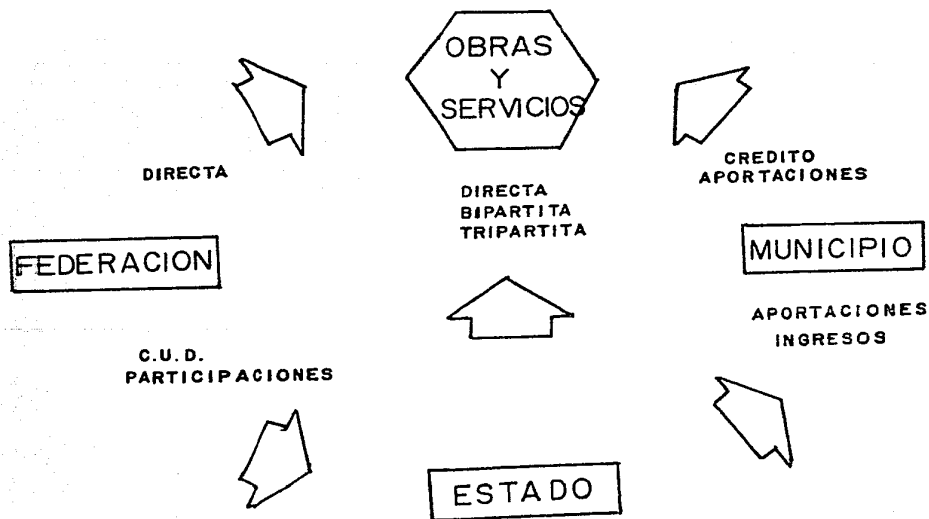 OBRAS
Y
SERVICIOS
DIRECTA
CREDITO
APORTACIONES
DIRECTA
BIPARTITA
TRIPARTITA
FEDERACION
MUNICIPIO
APORTACIONES
INGRESOS
C.U.D.
PARTICIPACIONES
ESTADO